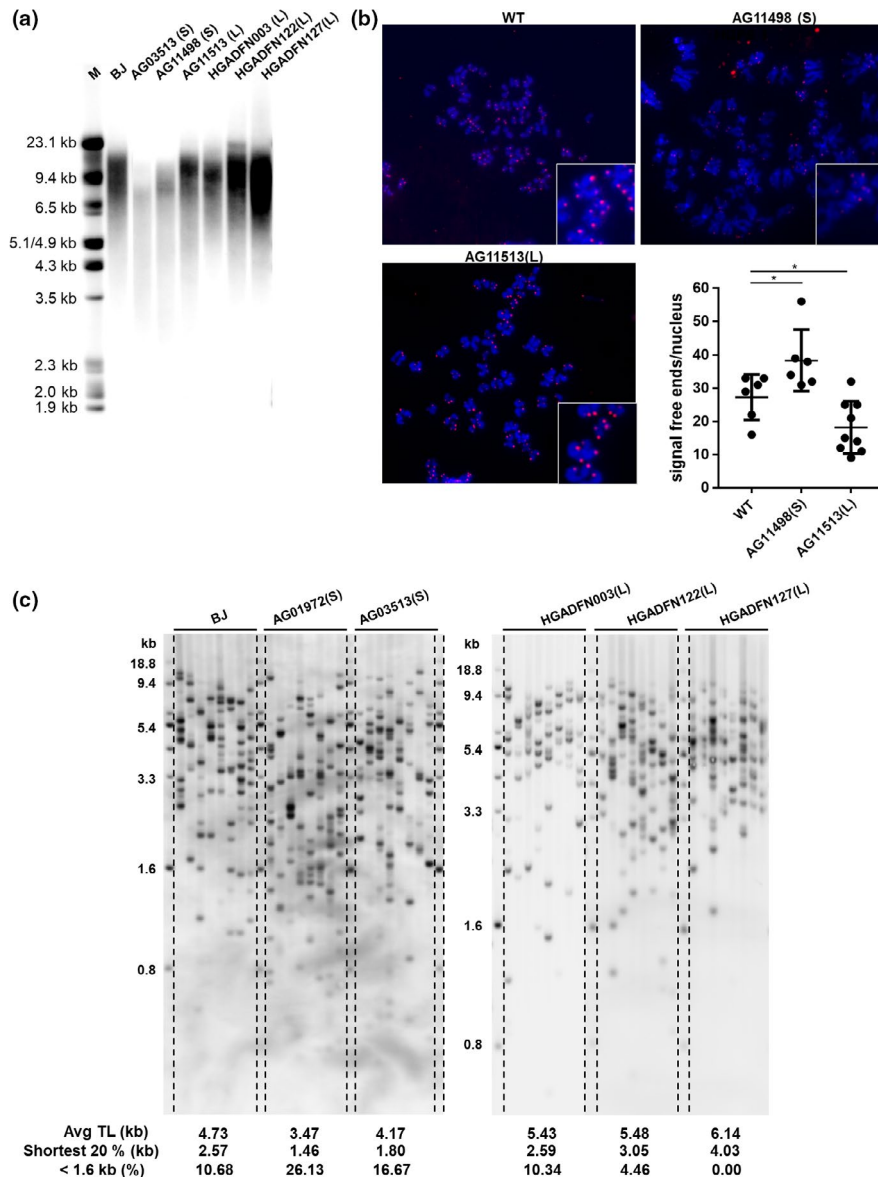 (a)
M BJ AG03513 (S) AG11498 (S) AG11513 (L) HGADFN003 (L) HGADFN122(L) HGADFN127(L)
23.1 kb
9.4 kb
6.5 kb
5.1/4.9 kb
4.3 kb
3.5 kb
2.3 kb
2.0 kb
1.9 kb
(b)
WT
AG11498 (S)
AG11513(L)
signal free ends/nucleus
60
50
40
30
20
10
0
*
*
WT AG11498(S) AG11513(L)
(c)
BJ AG01972(S) AG03513(S)
kb
18.8
9.4
5.4
3.3
1.6
0.8
HGADFN003(L) HGADFN122(L) HGADFN127(L)
kb
18.8
9.4
5.4
3.3
1.6
0.8
Avg TL (kb) 4.73 3.47 4.17 5.43 5.48 6.14
Shortest 20 % (kb) 2.57 1.46 1.80 2.59 3.05 4.03
< 1.6 kb (%) 10.68 26.13 16.67 10.34 4.46 0.00